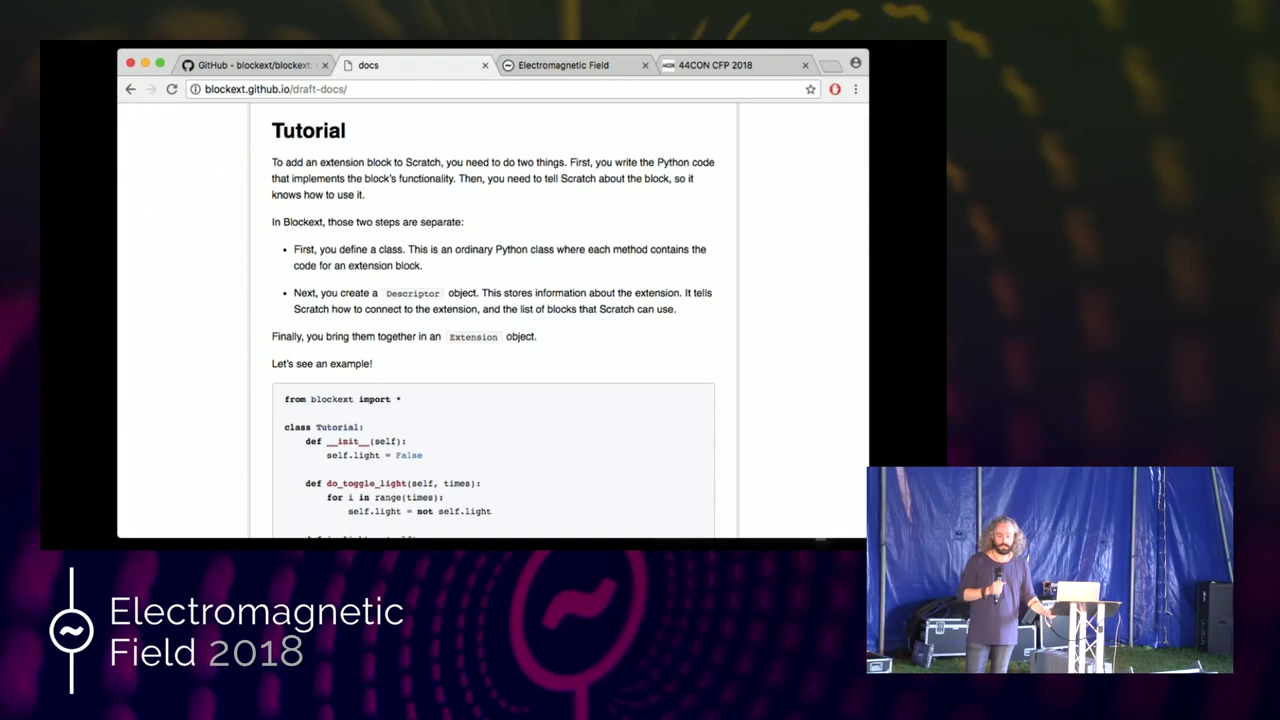 GitHub - blockext/blockext:
docs
Electromagnetic Field
44CON CFP 2018
blockext.github.io/draft-docs/
Tutorial
To add an extension block to Scratch, you need to do two things. First, you write the Python code
that implements the block's functionality. Then, you need to tell Scratch about the block, so it
knows how to use it.
In Blockext, those two steps are separate:
• First, you define a class. This is an ordinary Python class where each method contains the
code for an extension block.
• Next, you create a Descriptor object. This stores information about the extension. It tells
Scratch how to connect to the extension, and the list of blocks that Scratch can use.
Finally, you bring them together in an Extension object.
Let's see an example!
from blockext import *
class Tutorial:
def __init__(self):
self.light = False
def do_toggle_light(self, times):
for i in range(times):
self.light = not self.light
Electromagnetic
Field 2018